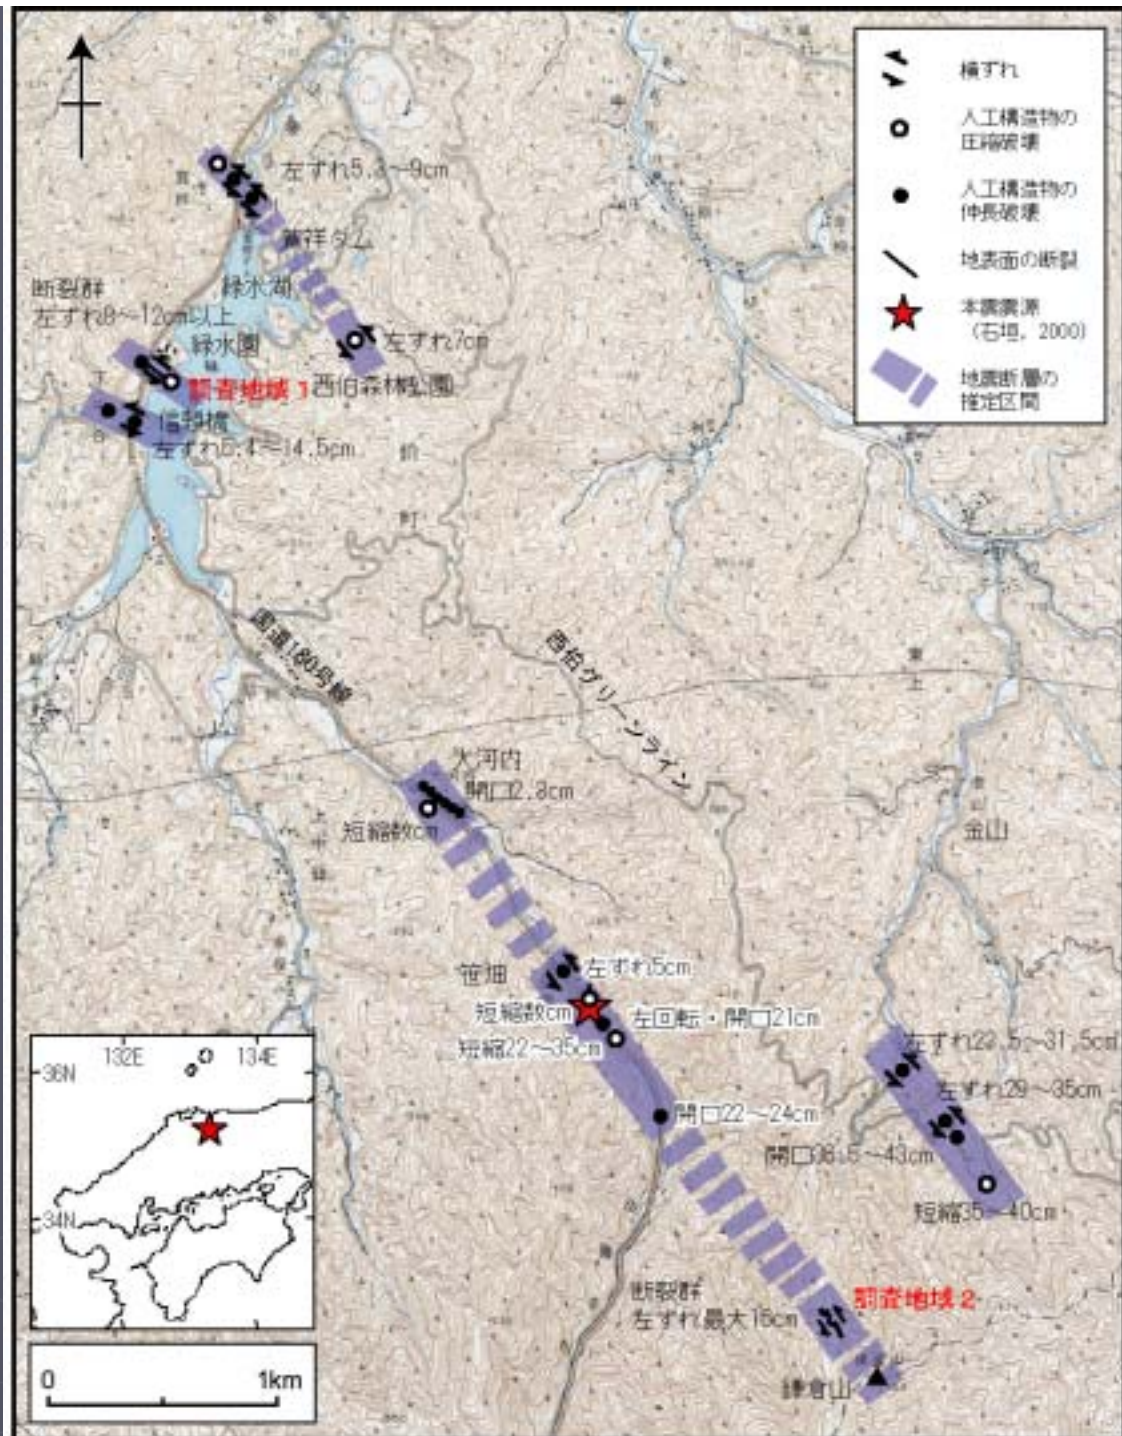 横ずれ
人工構造物の
圧縮破壊
人工構造物の
伸長破壊
地表面の断裂
本震震源
（石垣，2000）
地震断層の
推定区間
左ずれ5.3～9cm
賀祥ダム
緑水湖
断裂群
左ずれ8～12cm以上
緑水園
左ずれ7cm
調査地域1
西伯森林公園
信頼橋
左ずれ6.4～14.5cm
町
国道180号線
西伯グリーンライン
東
上
大河内
開口2.3cm
短縮数cm
金山
笹畑
左ずれ5cm
短縮数cm
左回転・開口21cm
短縮22～35cm
開口22～24cm
左ずれ23.5～31.5cm
左ずれ29～35cm
開口38.5～43cm
短縮35～40cm
調査地域2
断裂群
左ずれ最大15cm
鎌倉山
132E
134E
36N
34N
0
1km